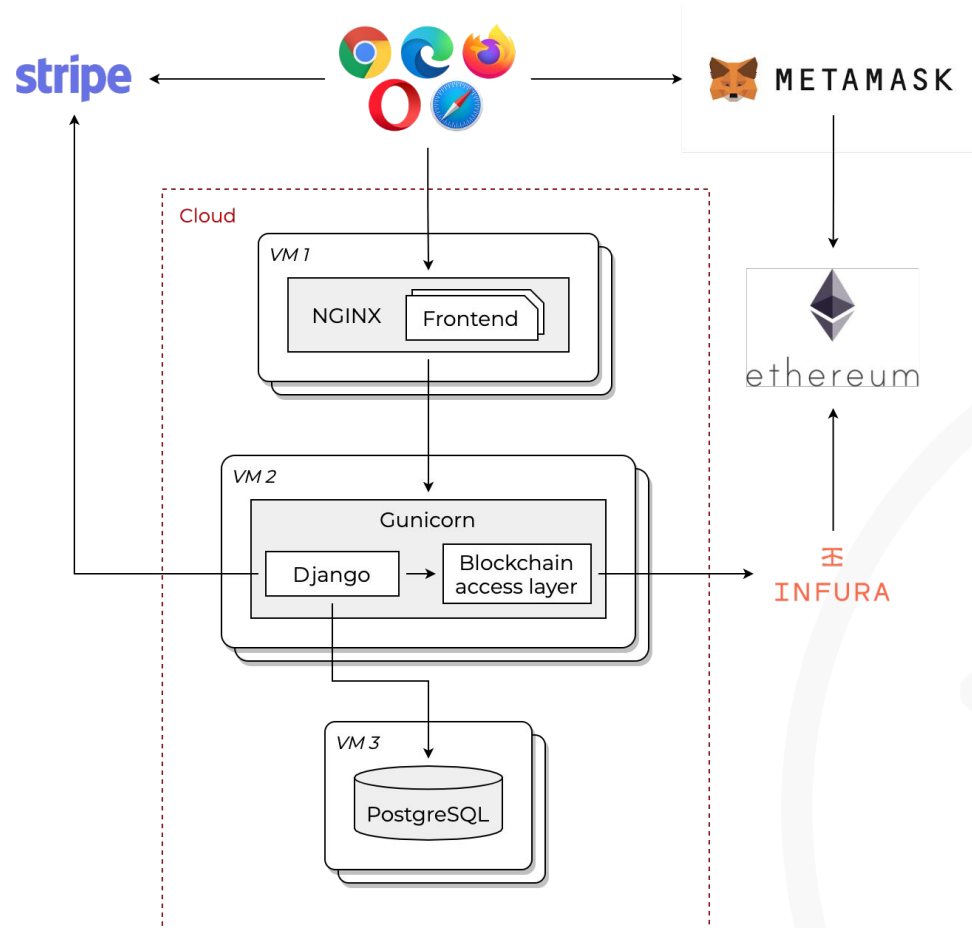 stripe
METAMASK
Cloud
VM 1
NGINX
Frontend
ethereum
VM 2
Gunicorn
Django
Blockchain
access layer
INFURA
VM 3
PostgreSQL